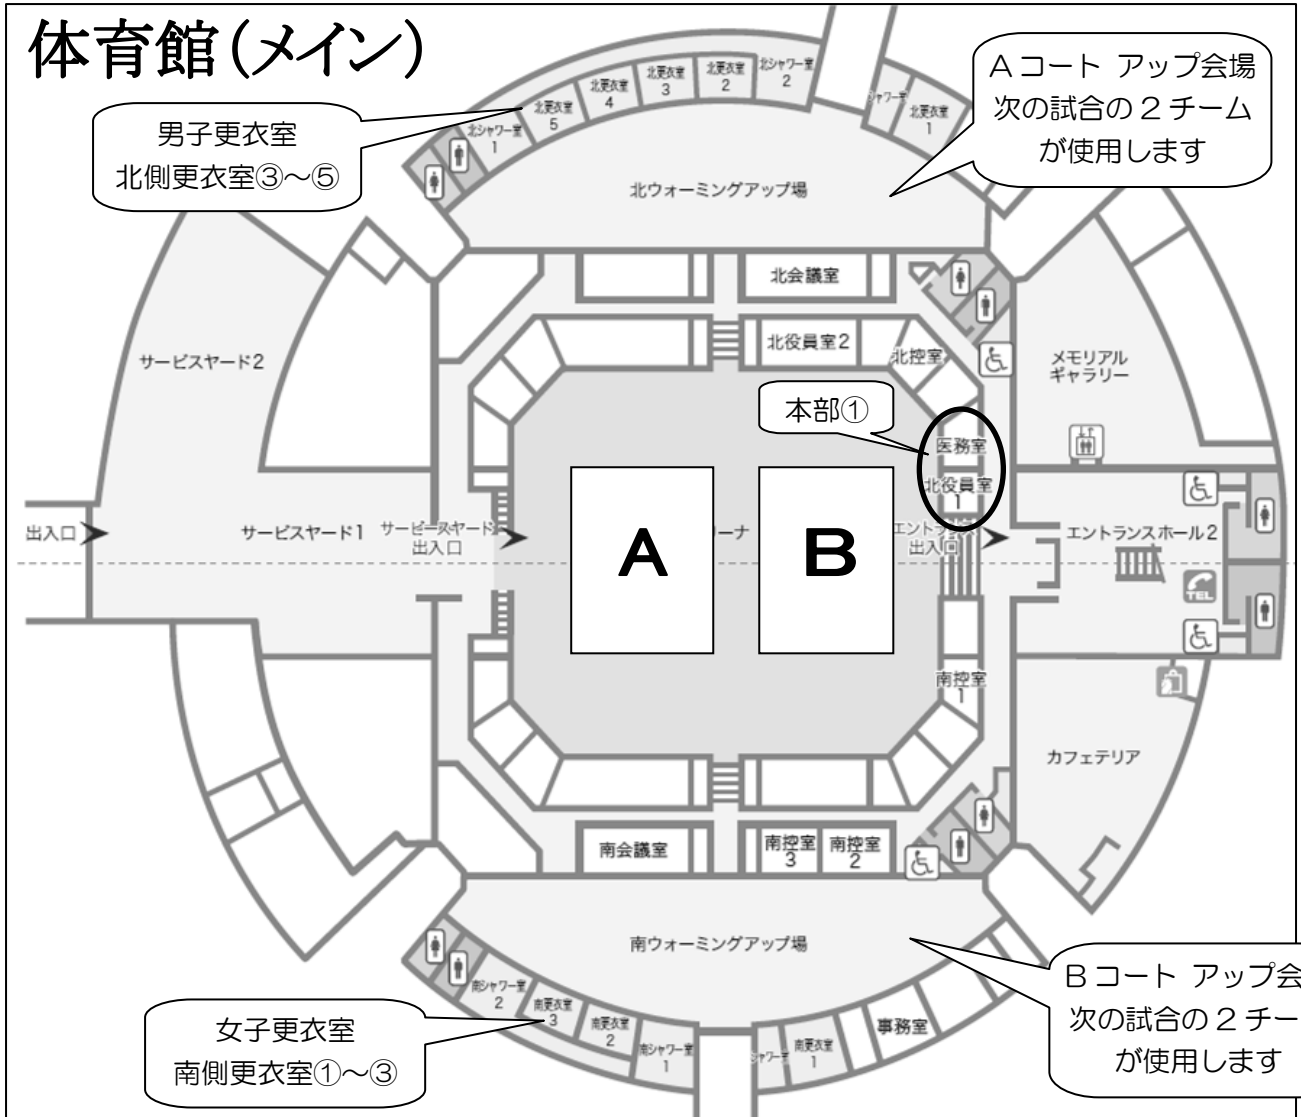 体育館(メイン)
Aコート アップ会場
次の試合の2チーム
が使用します
男子更衣室
北側更衣室③～⑤
北シャワー室
1
北更衣室
5
北更衣室
4
北更衣室
3
北更衣室
2
北シャワー室
2
北更衣室
1
北ウォーミングアップ場
北会議室
北役員室2
北控室
サービスヤード2
メモリアル
ギャラリー
本部①
医務室
北役員室
1
出入口
サービスヤード1
サービスヤード
出入口
A
ーナ
B
エントランス
出入口
エントランスホール2
TEL
南控室
1
カフェテリア
南会議室
南控室
3
南控室
2
南ウォーミングアップ場
南シャワー室
2
南更衣室
3
南更衣室
2
南シャワー室
1
南更衣室
1
事務室
女子更衣室
南側更衣室①～③
Bコート アップ会
次の試合の2チー
が使用します